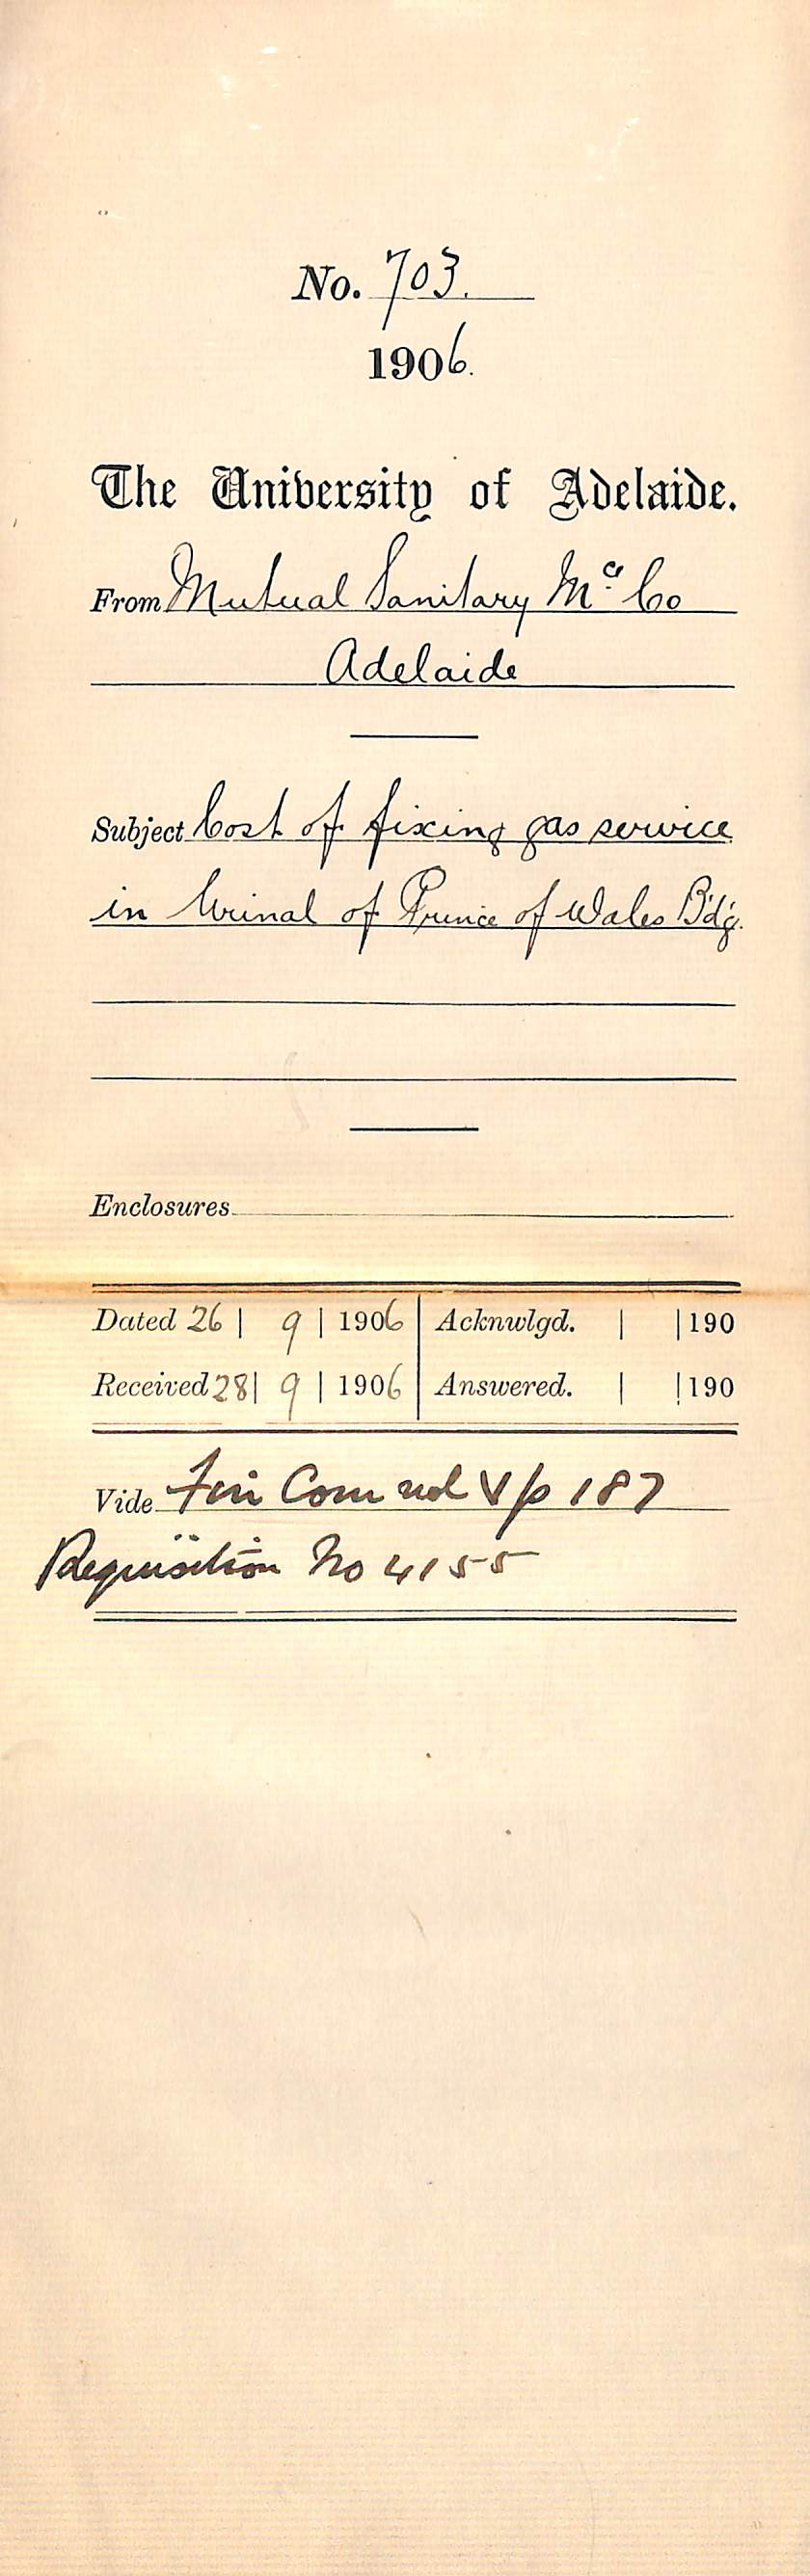 No. 703.
1906.
The University of Adelaide.
From Mutual Sanitary Mc. Co
Adelaide
Subject Cost of fixing gas service
in Urinal of Prince of Wales Bdg.
Enclosures
Dated 26 | 9 | 1906 Acknwlgd. | | 190
Received 28 | 9 | 1906 Answered. | | 190
Vide Fin Com vol V p 187
Requisition No 4155